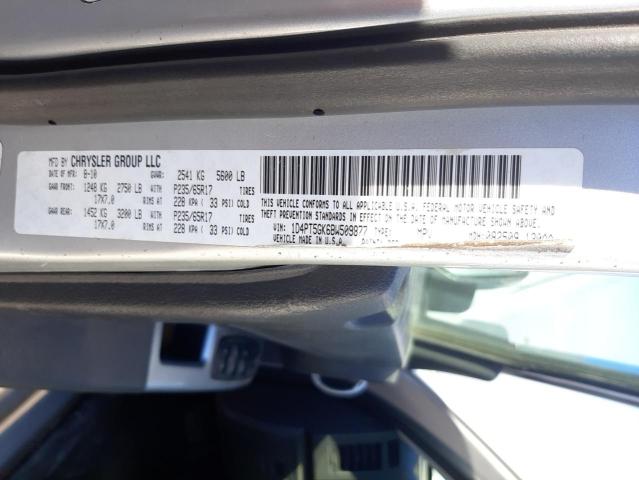 MFD BY CHRYSLER GROUP LLC
DATE OF MFR: 8-10 GVWR: 2541 KG 5600 LB
GAWR FRONT: 1248 KG 2750 LB WITH P235/65R17 TIRES
17X7.0 RIMS AT 228 KPA ( 33 PSI) COLD
GAWR REAR: 1452 KG 3200 LB WITH P235/65R17 TIRES
17X7.0 RIMS AT 228 KPA ( 33 PSI) COLD
THIS VEHICLE CONFORMS TO ALL APPLICABLE U.S.A. FEDERAL MOTOR VEHICLE SAFETY AND
THEFT PREVENTION STANDARDS IN EFFECT ON THE DATE OF MANUFACTURE SHOWN ABOVE.
VIN: 1D4PT5GK6BW509877 TYPE:
VEHICLE MADE IN U.S.A.